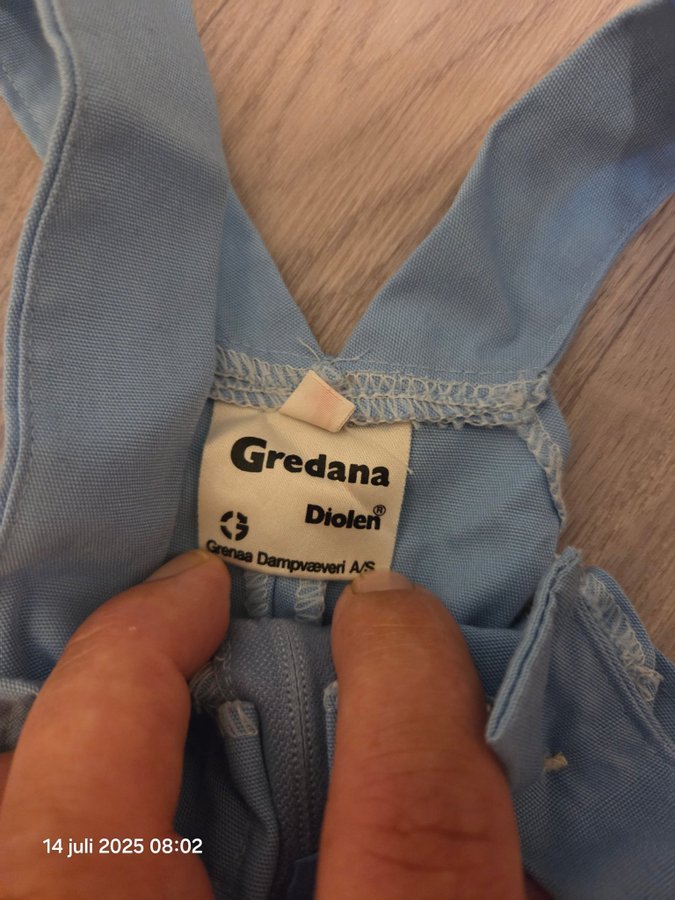 Gredana
Diolen®
Grenaa Dampvæveri A/S
14 juli 2025 08:02